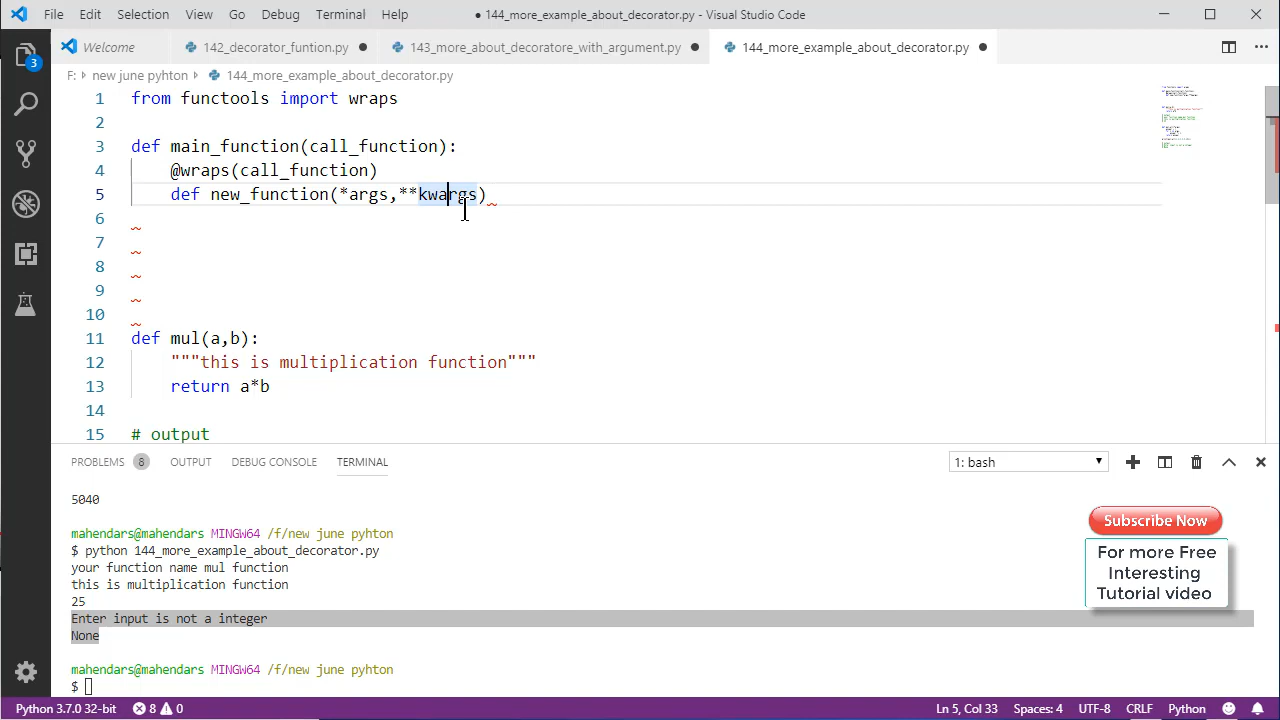 File Edit Selection View Go Debug Terminal Help
● 144_more_example_about_decorator.py - Visual Studio Code
Welcome 142_decorator_funtion.py ● 143_more_about_decoratore_with_argument.py ● 144_more_example_about_decorator.py ●
F: new june pyhton 144_more_example_about_decorator.py
1 from functools import wraps
2
3 def main_function(call_function):
4 @wraps(call_function)
5 def new_function(*args,**kwargs)
6
7
8
9
10
11 def mul(a,b):
12 """this is multiplication function"""
13 return a*b
14
15 # output
3
PROBLEMS 8 OUTPUT DEBUG CONSOLE TERMINAL 1: bash
5040
mahendars@mahendars MINGW64 /f/new june pyhton
$ python 144_more_example_about_decorator.py
your function name mul function
this is multiplication function
25
Enter input is not a integer
None
mahendars@mahendars MINGW64 /f/new june pyhton
$
Subscribe Now
For more Free
Interesting
Tutorial video
Python 3.7.0 32-bit 8 0 Ln 5, Col 33 Spaces: 4 UTF-8 CRLF Python